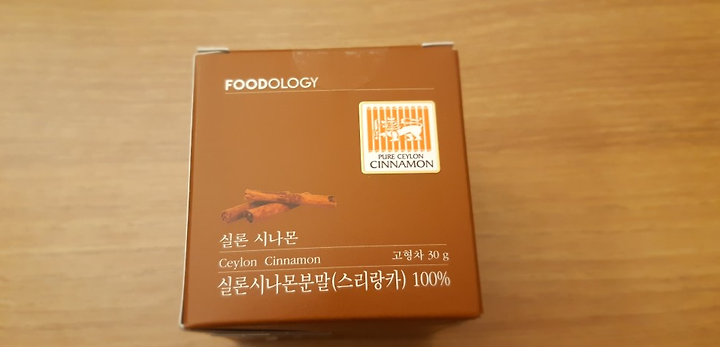 FOODOLOGY
PURE CEYLON
CINNAMON
실론 시나몬
Ceylon Cinnamon
고형차 30 g
실론시나몬분말(스리랑카) 100%